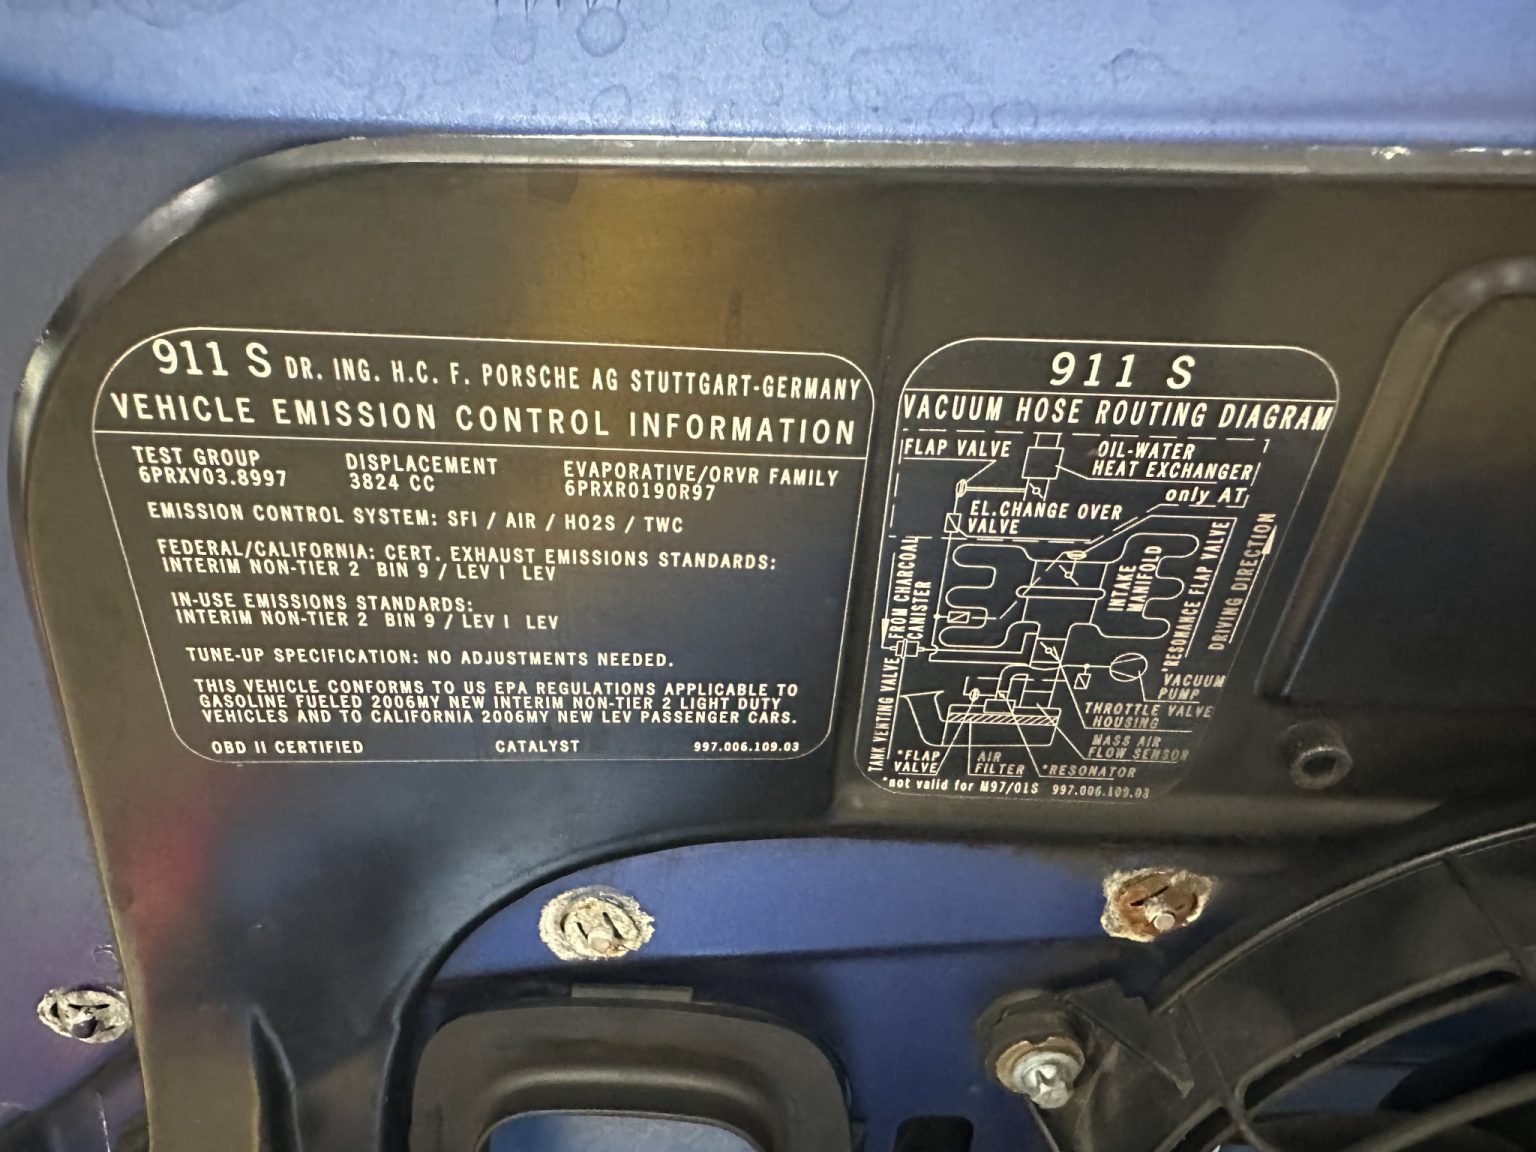 911 S DR. ING. H.C. F. PORSCHE AG STUTTGART-GERMANY
VEHICLE EMISSION CONTROL INFORMATION
TEST GROUP
6PRXV03.8997
DISPLACEMENT
3824 CC
EVAPORATIVE/ORVR FAMILY
6PRXR0190R97
EMISSION CONTROL SYSTEM: SFI / AIR / HO2S / TWC
FEDERAL/CALIFORNIA: CERT. EXHAUST EMISSIONS STANDARDS:
INTERIM NON-TIER 2 BIN 9 / LEV I LEV
IN-USE EMISSIONS STANDARDS:
INTERIM NON-TIER 2 BIN 9 / LEV I LEV
TUNE-UP SPECIFICATION: NO ADJUSTMENTS NEEDED.
THIS VEHICLE CONFORMS TO US EPA REGULATIONS APPLICABLE TO
GASOLINE FUELED 2006MY NEW INTERIM NON-TIER 2 LIGHT DUTY
VEHICLES AND TO CALIFORNIA 2006MY NEW LEV PASSENGER CARS.
OBD II CERTIFIED CATALYST 997.006.109.03
911 S
VACUUM HOSE ROUTING DIAGRAM
FLAP VALVE
OIL-WATER
HEAT EXCHANGER
only AT
EL.CHANGE OVER
VALVE
FROM CHARCOAL
CANISTER
INTAKE
MANIFOLD
*RESONANCE FLAP VALVE
DRIVING DIRECTION
TANK VENTING VALVE
VACUUM
PUMP
THROTTLE VALVE
HOUSING
MASS AIR
FLOW SENSOR
*FLAP
VALVE
AIR
FILTER
*RESONATOR
*not valid for M97/01S 997.006.109.03